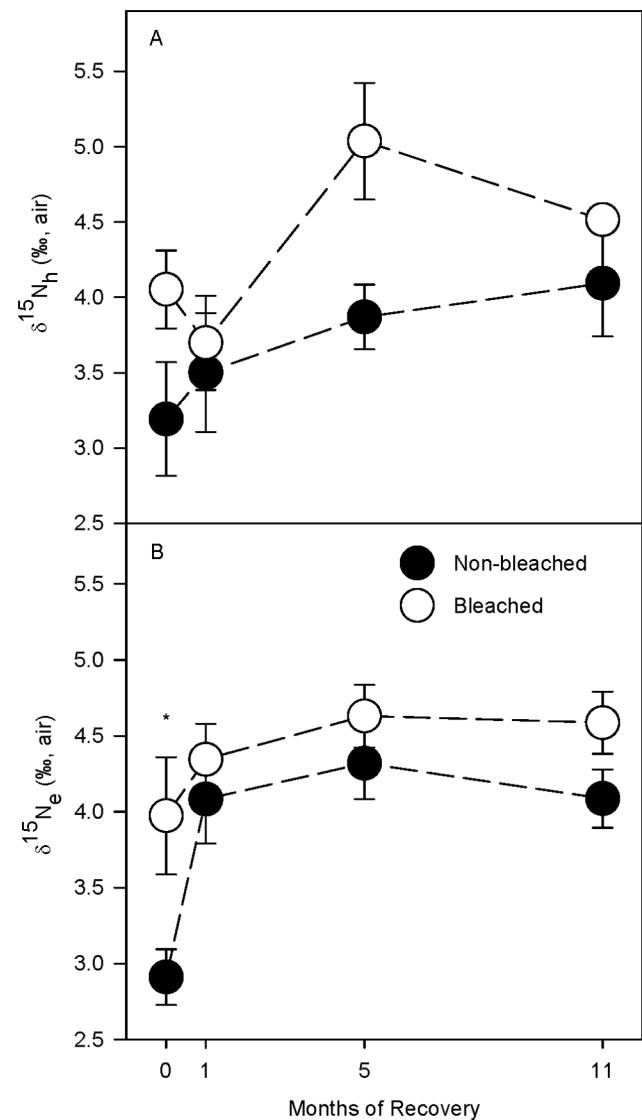 A
5.5
5.0
4.5
4.0
3.5
3.0
2.5
δ15Nh (‰, air)
B
Non-bleached
Bleached
5.5
5.0
*
4.5
4.0
3.5
3.0
2.5
δ15Ne (‰, air)
0 1 5 11
Months of Recovery